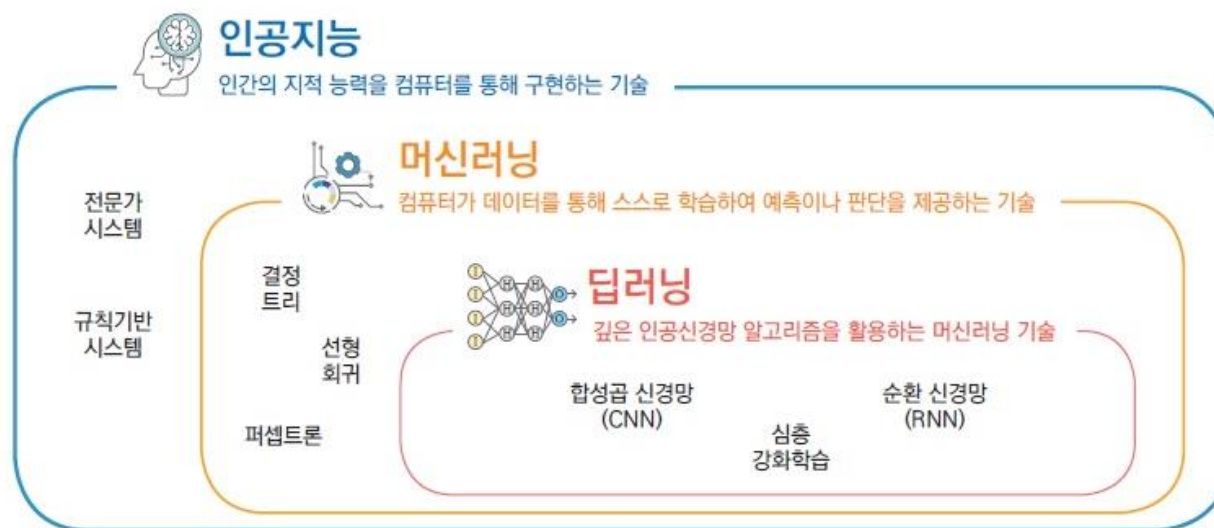 인공지능
인간의 지적 능력을 컴퓨터를 통해 구현하는 기술
머신러닝
컴퓨터가 데이터를 통해 스스로 학습하여 예측이나 판단을 제공하는 기술
전문가
시스템
규칙기반
시스템
결정
트리
선형
회귀
퍼셉트론
I
I
I
I
H
H
H
H
H
H
O
O
딥러닝
깊은 인공신경망 알고리즘을 활용하는 머신러닝 기술
합성곱 신경망
(CNN)
심층
강화학습
순환 신경망
(RNN)